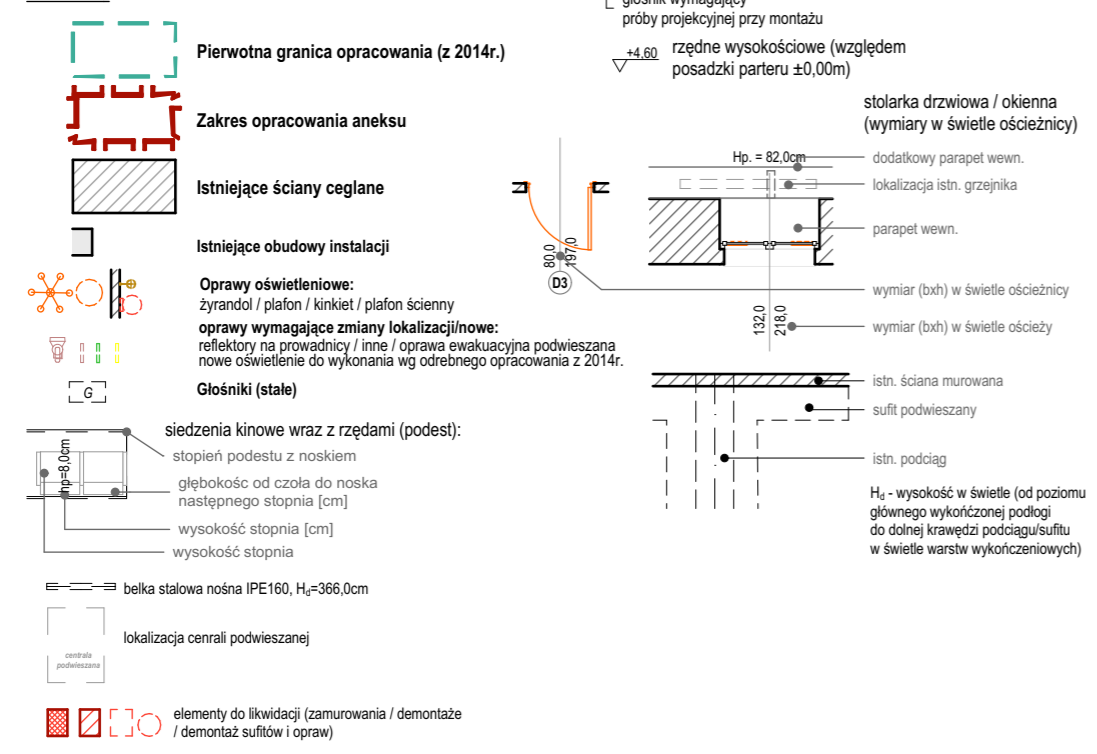 Pierwotna granica opracowania (z 2014r.)
Zakres opracowania aneksu
Istniejące ściany ceglane
Istniejące obudowy instalacji
Oprawy oświetleniowe:
żyrandol / plafon / kinkiet / plafon ścienny
oprawy wymagające zmiany lokalizacji/nowe:
reflektory na prowadnicy / inne / oprawa ewakuacyjna podwieszana
nowe oświetlenie do wykonania wg odrebnego opracowania z 2014r.
G
Głośniki (stałe)
siedzenia kinowe wraz z rzędami (podest):
stopień podestu z noskiem
głębokośc od czoła do noska
następnego stopnia [cm]
wysokość stopnia [cm]
wysokość stopnia
hp=8,0cm
belka stalowa nośna IPE160, Hd=366,0cm
lokalizacja cenrali podwieszanej
centrala
podwieszana
elementy do likwidacji (zamurowania / demontaże
/ demontaż sufitów i opraw)
głośnik wymagający
próby projekcyjnej przy montażu
+4,60
rzędne wysokościowe (względem
posadzki parteru ±0,00m)
stolarka drzwiowa / okienna
(wymiary w świetle ościeżnicy)
Hp. = 82,0cm
dodatkowy parapet wewn.
lokalizacja istn. grzejnika
parapet wewn.
80,0
197,0
D3
wymiar (bxh) w świetle ościeżnicy
132,0
218,0
wymiar (bxh) w świetle ościeży
istn. ściana murowana
sufit podwieszany
istn. podciąg
Hd - wysokość w świetle (od poziomu
głównego wykońćzonej podłogi
do dolnej krawędzi podciągu/sufitu
w świetle warstw wykończeniowych)